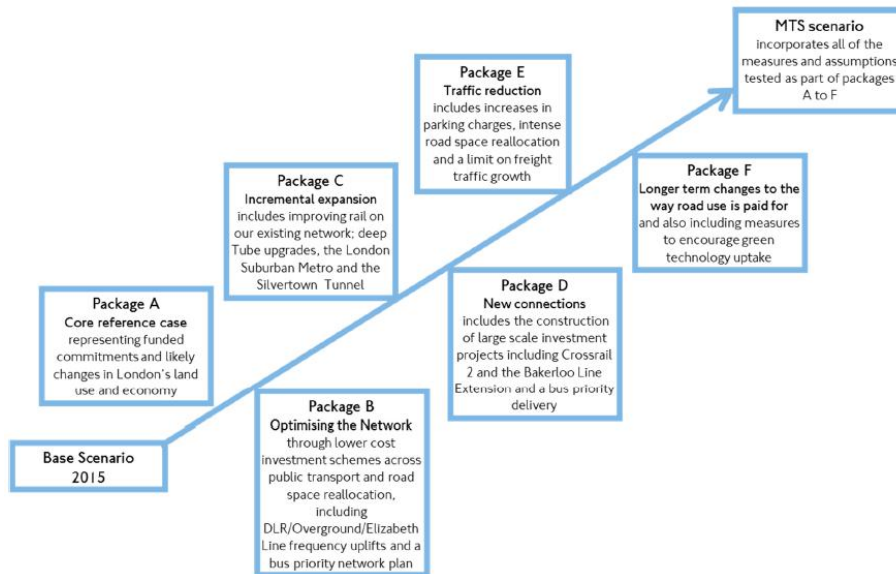 MTS scenario
incorporates all of the
measures and assumptions
tested as part of packages
A to F
Package E
Traffic reduction
includes increases in
parking charges, intense
road space reallocation
and a limit on freight
traffic growth
Package C
Incremental expansion
includes improving rail on
our existing network; deep
Tube upgrades, the London
Suburban Metro and the
Silvertown Tunnel
Package F
Longer term changes to the
way road use is paid for
and also including measures
to encourage green
technology uptake
Package A
Core reference case
representing funded
commitments and likely
changes in London's land
use and economy
Package D
New connections
includes the construction
of large scale investment
projects including Crossrail
2 and the Bakerloo Line
Extension and a bus priority
delivery
Package B
Optimising the Network
through lower cost
investment schemes across
public transport and road
space reallocation,
including
DLR/Overground/Elizabeth
Line frequency uplifts and a
bus priority network plan
Base Scenario
2015